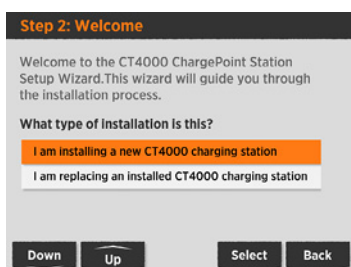 Step 2: Welcome
Welcome to the CT4000 ChargePoint Station
Setup Wizard.This wizard will guide you through
the installation process.
What type of installation is this?
I am installing a new CT4000 charging station
I am replacing an installed CT4000 charging station
Down Up Select Back